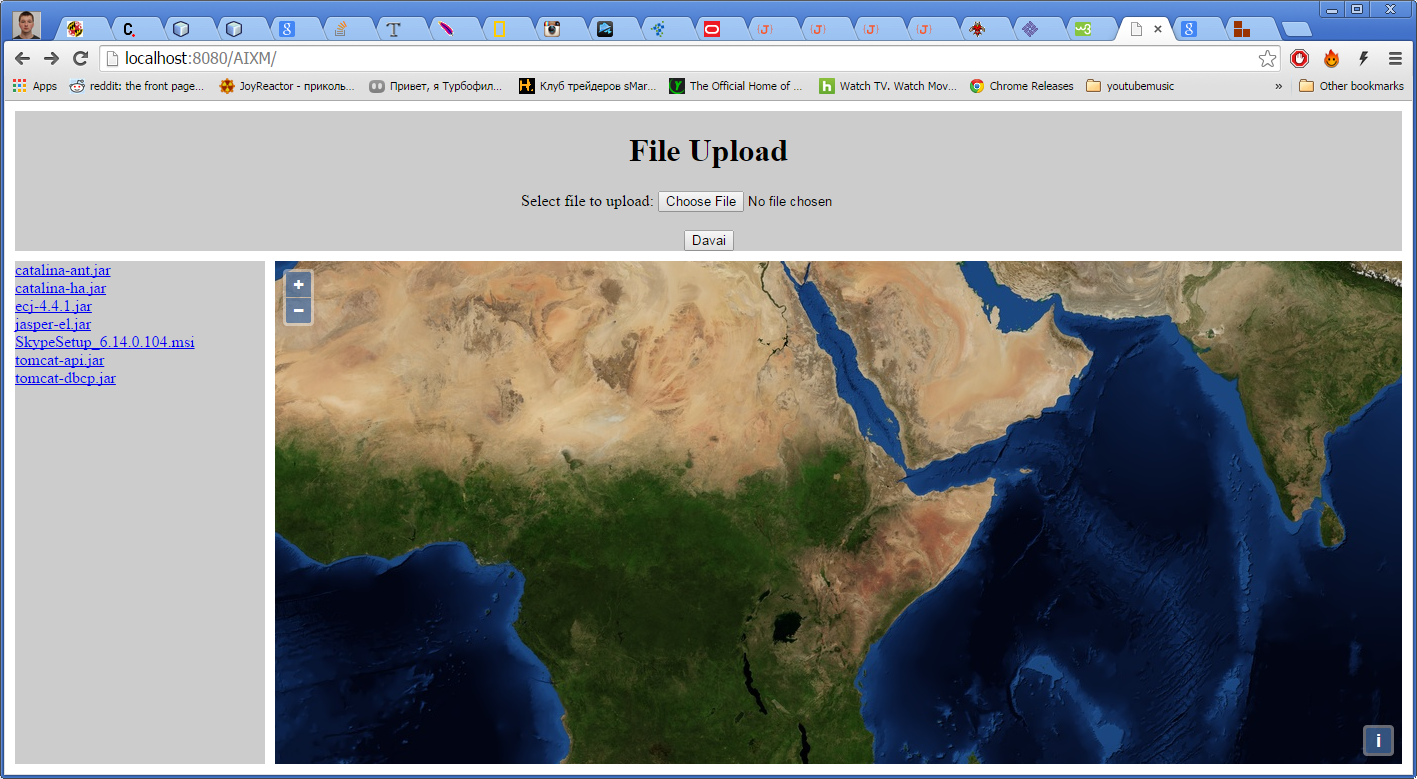 localhost:8080/AIXM/
Apps reddit: the front page... JoyReactor - приколь... Привет, я Турбофил... Клуб трейдеров sMar... The Official Home of ... Watch TV. Watch Mov... Chrome Releases youtubemusic » Other bookmarks
File Upload
Select file to upload: Choose File No file chosen
Davai
catalina-ant.jar
catalina-ha.jar
ecj-4.4.1.jar
jasper-el.jar
SkypeSetup_6.14.0.104.msi
tomcat-api.jar
tomcat-dbcp.jar
+
−
i